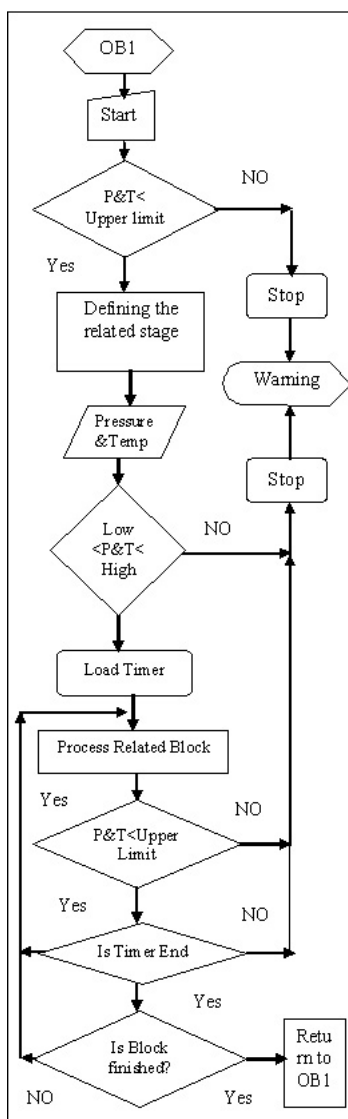 OB1
Start
P&T<
Upper limit
NO
Yes
Stop
Defining the
related stage
Warning
Pressure
&Temp
Stop
Low
<P&T<
High
NO
Load Timer
Process Related Block
Yes
NO
P&T<Upper
Limit
Yes
NO
Is Timer End
Yes
Is Block
finished?
Retu
rn to
OB1
NO
Yes